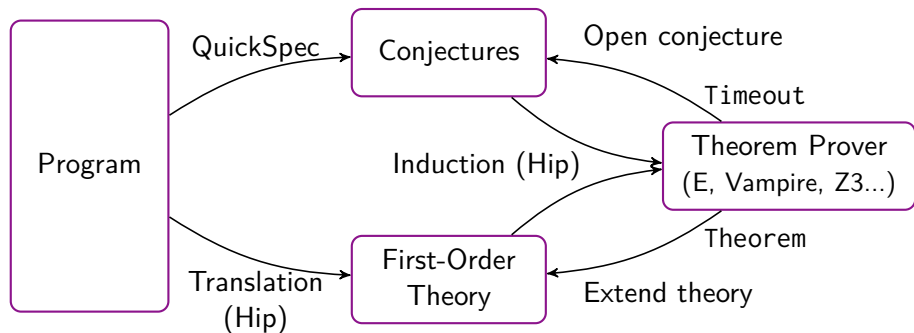 QuickSpec
Conjectures
Open conjecture
Timeout
Program
Induction (Hip)
Theorem Prover
(E, Vampire, Z3...)
Translation
(Hip)
First-Order
Theory
Theorem
Extend theory